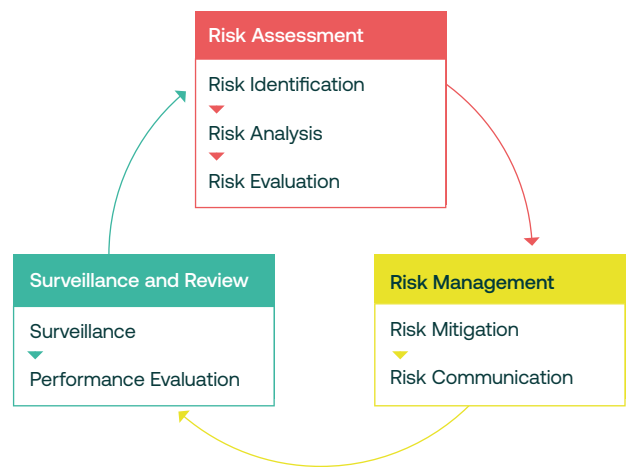 Risk Assessment
Risk Identification
Risk Analysis
Risk Evaluation
Surveillance and Review
Surveillance
Performance Evaluation
Risk Management
Risk Mitigation
Risk Communication